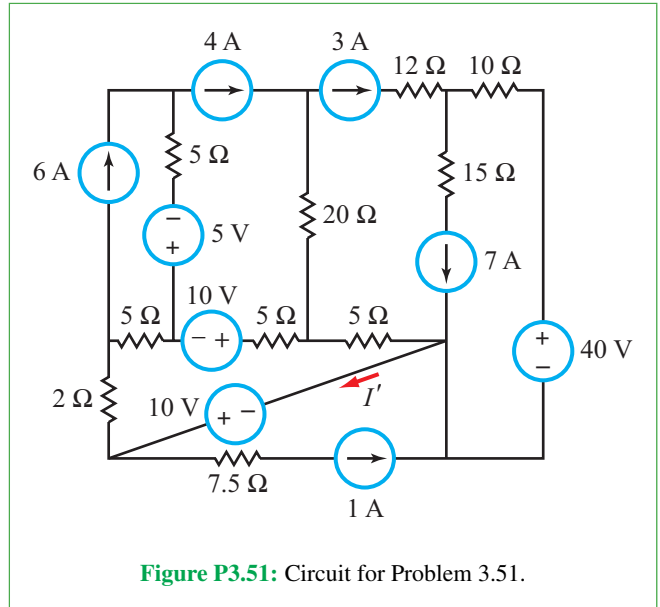 4 A
3 A
12 Ω
10 Ω
6 A
5 Ω
15 Ω
−
+
5 V
20 Ω
7 A
10 V
5 Ω
− +
5 Ω
5 Ω
+
−
40 V
2 Ω
10 V
+ −
I′
7.5 Ω
1 A
Figure P3.51: Circuit for Problem 3.51.